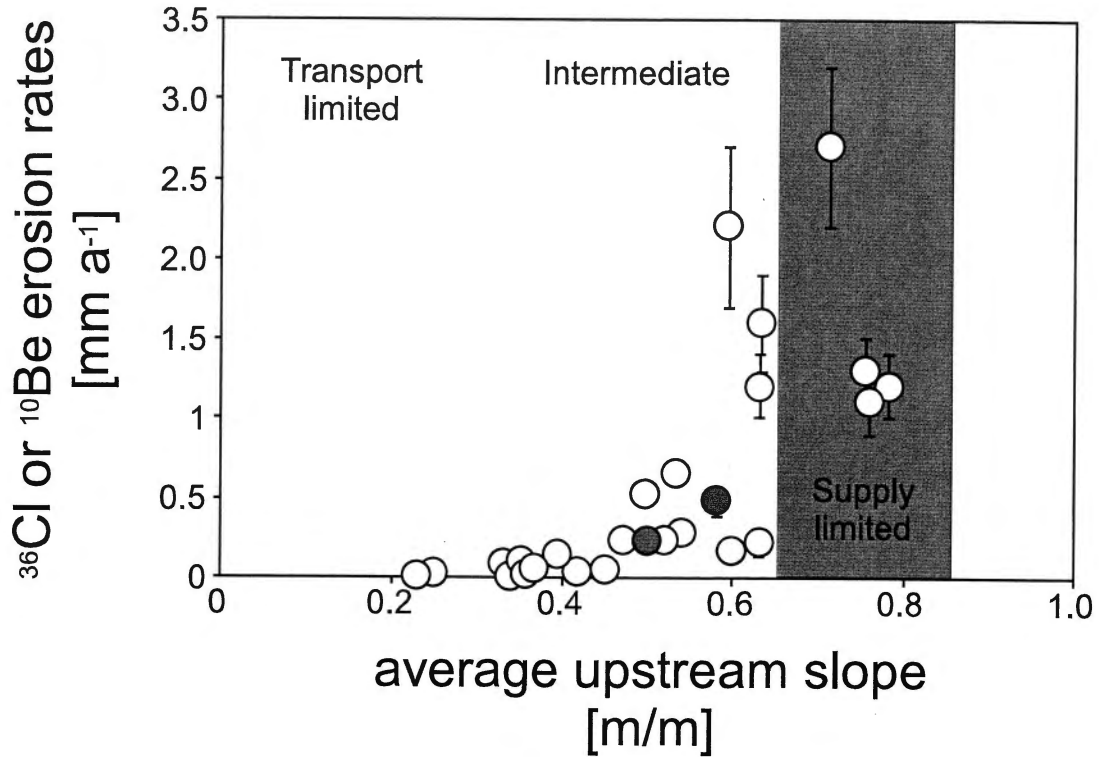 ³⁶Cl or ¹⁰Be erosion rates
[mm a⁻¹]
3.5
3.0
2.5
2.0
1.5
1
0.5
0
Transport
limited
Intermediate
Supply
limited
0
0.2
0.4
0.6
0.8
1.0
average upstream slope
[m/m]